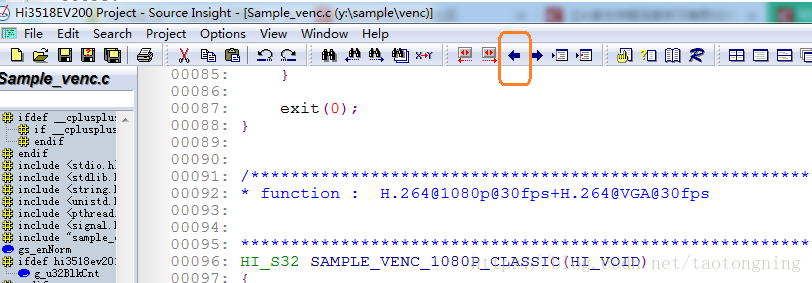 Hi3518EV200 Project - Source Insight - [Sample_venc.c (y:\sample\venc)]
File Edit Search Project Options View Window Help
Sample_venc.c
ifdef __cplusplus
if __cplusplus
endif
endif
include <stdio.h
include <stdlib.
include <string.
include <unistd.
include <pthread
include <signal.
include "sample_
gs_enNorm
ifdef hi3518ev20
g_u32BlkCnt
00085: }
00086:
00087: exit(0);
00088: }
00089:
00090:
00091: /***************************************************************
00092: * function : H.264@1080p@30fps+H.264@VGA@30fps
00093:
00094:
00095: ****************************************************************
00096: HI_S32 SAMPLE_VENC_1080P_CLASSIC(HI_VOID)
00097: {